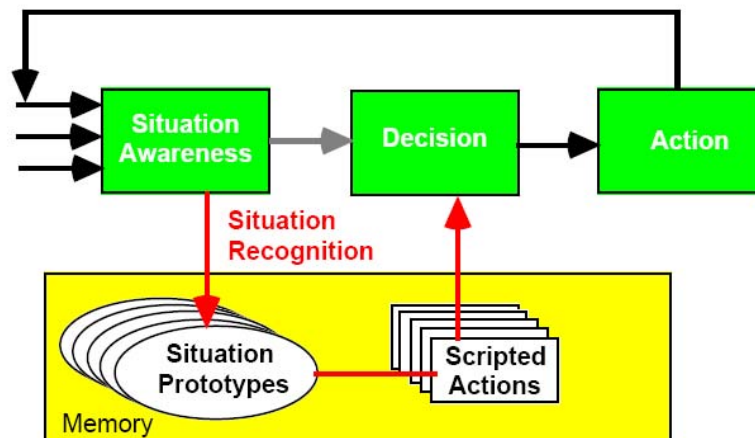 Situation
Awareness
Decision
Action
Situation
Recognition
Situation
Prototypes
Scripted
Actions
Memory